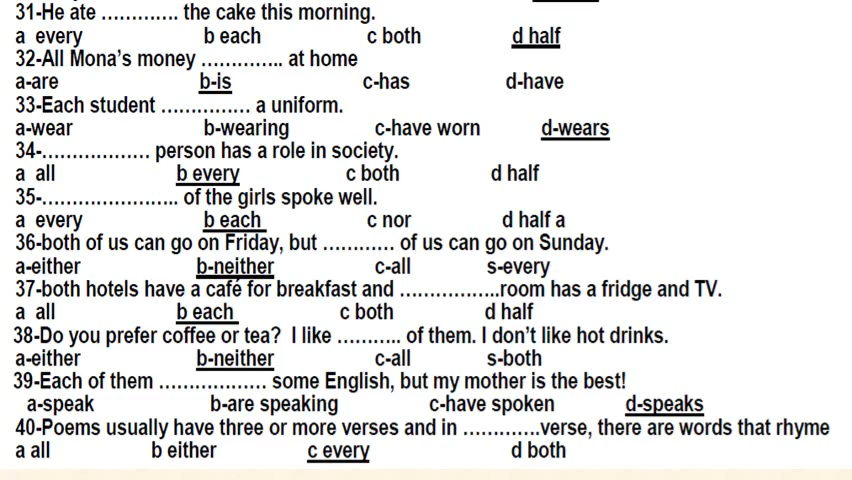 31-He ate …………. the cake this morning.
a every b each c both d half
32-All Mona's money ………….. at home
a-are b-is c-has d-have
33-Each student …………… a uniform.
a-wear b-wearing c-have worn d-wears
34-……………… person has a role in society.
a all b every c both d half
35-………………….. of the girls spoke well.
a every b each c nor d half a
36-both of us can go on Friday, but ………… of us can go on Sunday.
a-either b-neither c-all s-every
37-both hotels have a café for breakfast and ……………..room has a fridge and TV.
a all b each c both d half
38-Do you prefer coffee or tea? I like ……….. of them. I don't like hot drinks.
a-either b-neither c-all s-both
39-Each of them ……………… some English, but my mother is the best!
a-speak b-are speaking c-have spoken d-speaks
40-Poems usually have three or more verses and in ………….verse, there are words that rhyme
a all b either c every d both